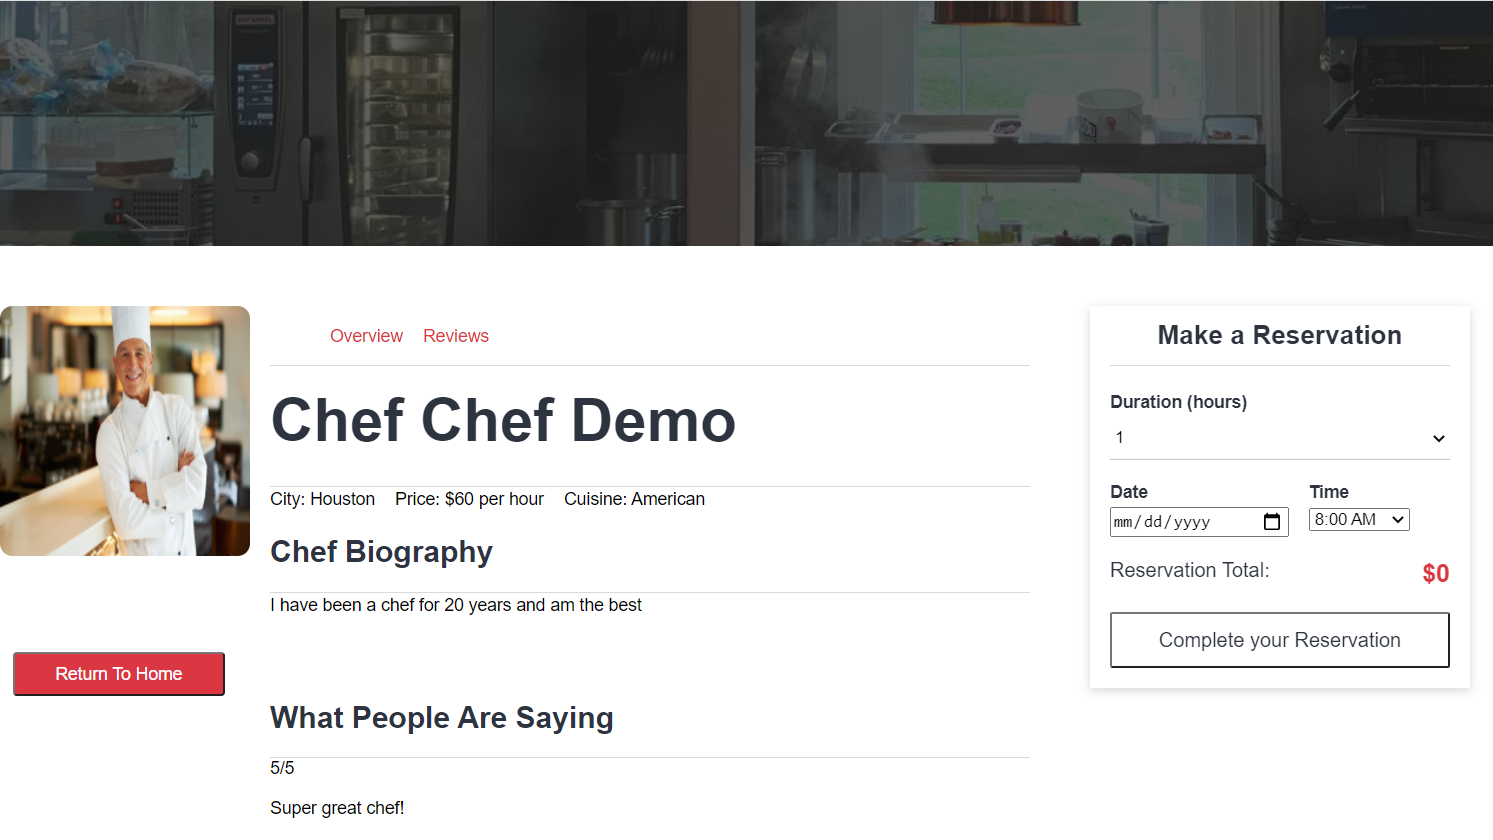 Overview Reviews
Chef Chef Demo
City: Houston Price: $60 per hour Cuisine: American
Chef Biography
I have been a chef for 20 years and am the best
Return To Home
What People Are Saying
5/5
Super great chef!
Make a Reservation
Duration (hours)
1
Date Time
mm/dd/yyyy 8:00 AM
Reservation Total: $0
Complete your Reservation